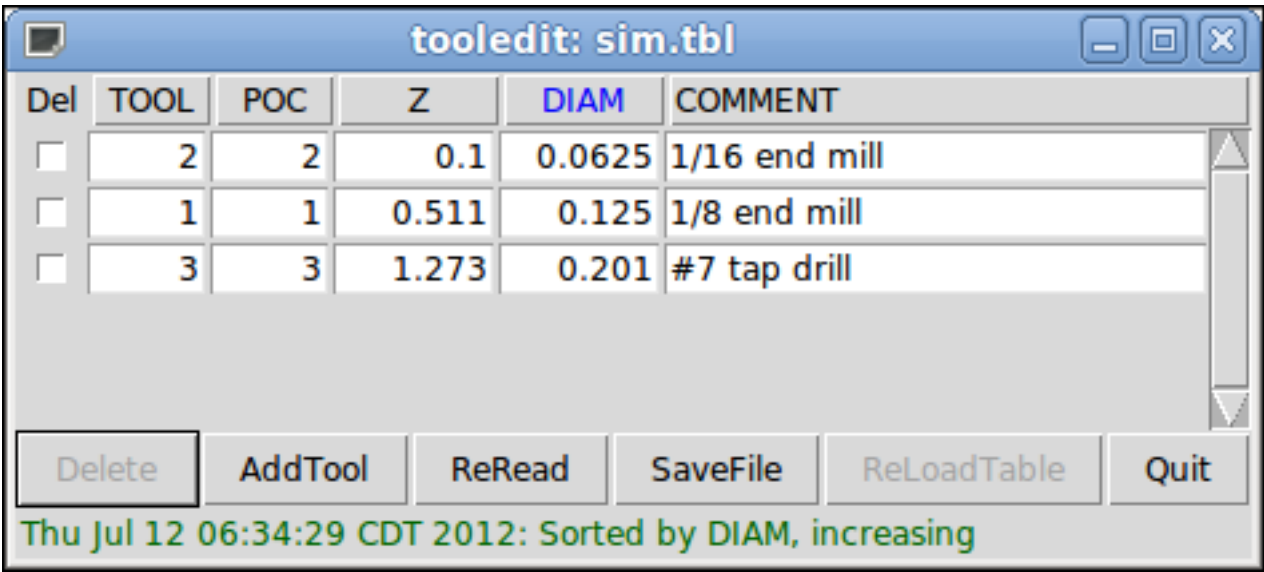 tooledit: sim.tbl
Del TOOL POC Z DIAM COMMENT
2 2 0.1 0.0625 1/16 end mill
1 1 0.511 0.125 1/8 end mill
3 3 1.273 0.201 #7 tap drill
Delete AddTool ReRead SaveFile ReLoadTable Quit
Thu Jul 12 06:34:29 CDT 2012: Sorted by DIAM, increasing